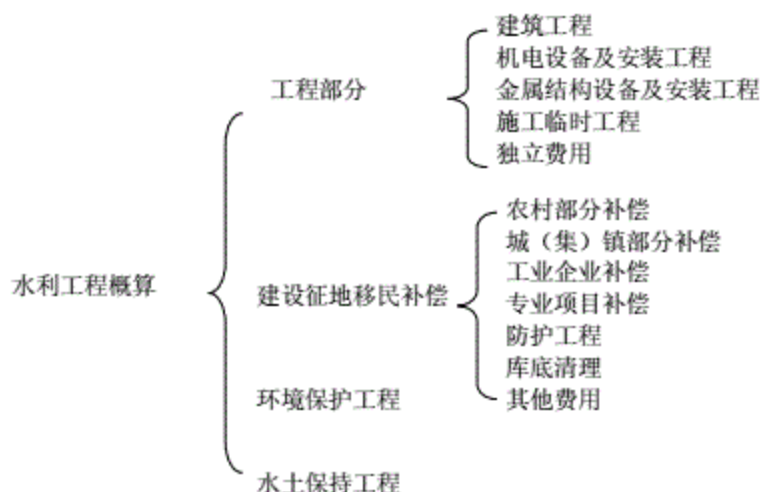 水利工程概算
工程部分
建筑工程
机电设备及安装工程
金属结构设备及安装工程
施工临时工程
独立费用
建设征地移民补偿
农村部分补偿
城（集）镇部分补偿
工业企业补偿
专业项目补偿
防护工程
库底清理
其他费用
环境保护工程
水土保持工程